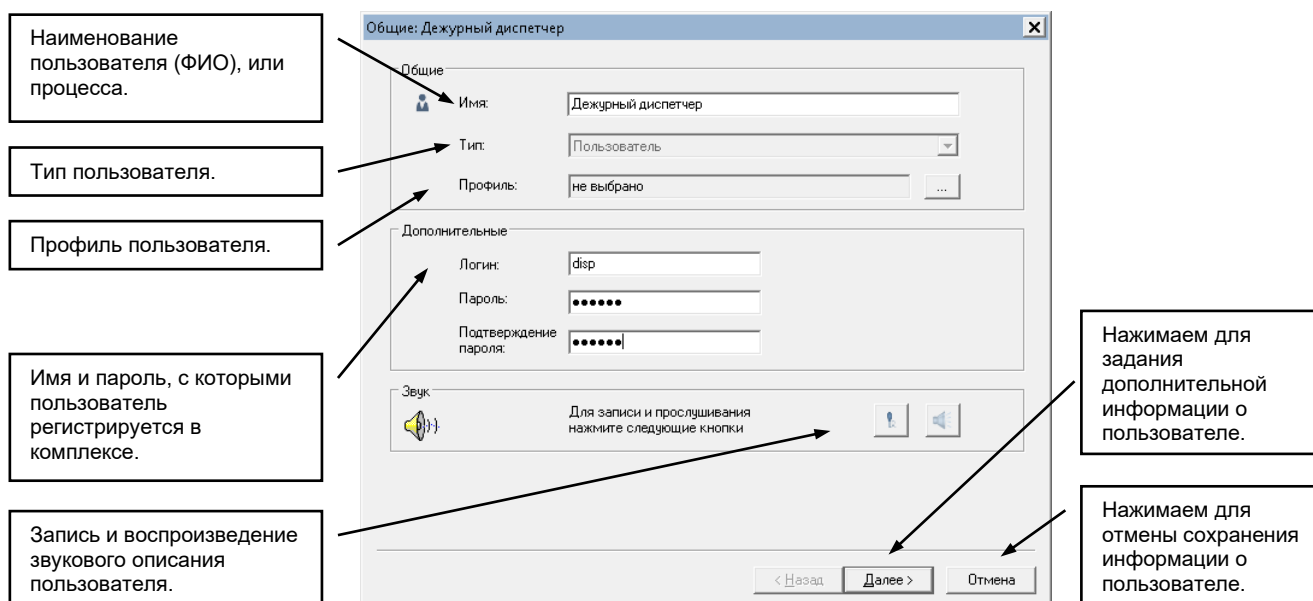 Наименование
пользователя (ФИО), или
процесса.
Тип пользователя.
Профиль пользователя.
Имя и пароль, с которыми
пользователь
регистрируется в
комплексе.
Запись и воспроизведение
звукового описания
пользователя.
Общие: Дежурный диспетчер
Общие
Имя:
Дежурный диспетчер
Тип:
Пользователь
Профиль:
не выбрано
...
Дополнительные
Логин:
disp
Пароль:
●●●●●●
Подтверждение
пароля:
●●●●●●
Звук
Для записи и прослушивания
нажмите следующие кнопки
< Назад
Далее >
Отмена
Нажимаем для
задания
дополнительной
информации о
пользователе.
Нажимаем для
отмены сохранения
информации о
пользователе.